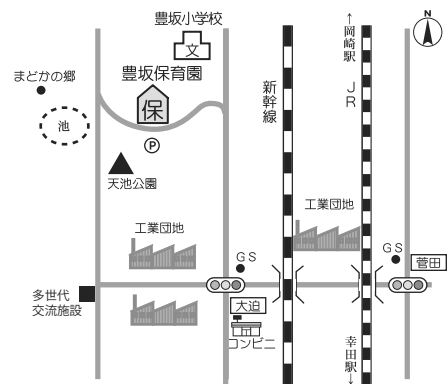 豊坂小学校
文
N
↑岡崎駅
まどかの郷
豊坂保育園
保
新幹線
JR
池
P
天池公園
工業団地
工業団地
GS
GS
菅田
多世代
交流施設
大迫
コンビニ
幸田駅↓